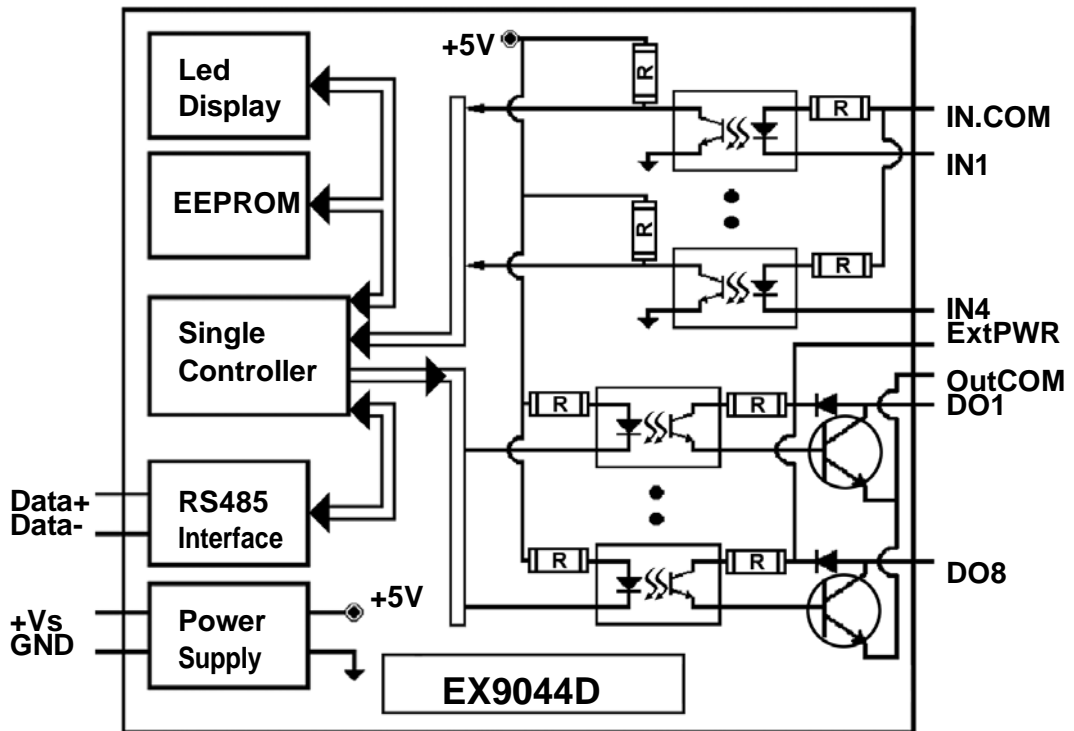 Led
Display
EEPROM
Single
Controller
RS485
Interface
Power
Supply
Data+
Data-
+Vs
GND
+5V
+5V
R
R
R
R
R
R
R
R
IN.COM
IN1
IN4
ExtPWR
OutCOM
DO1
DO8
EX9044D